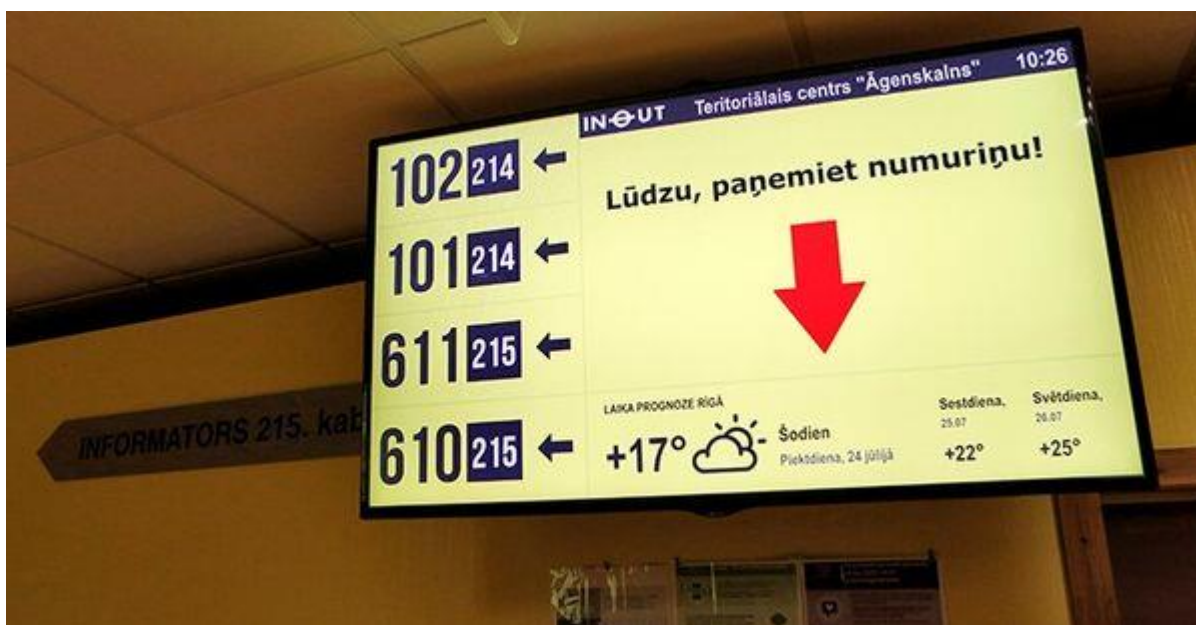 IN OUT Teritoriālais centrs "Āgenskalns" 10:26
102 214
101 214
611 215
610 215
Lūdzu, paņemiet numuriņu!
LAIKA PROGNOZE RĪGĀ
+17°
Šodien
Piektdiena, 24 jūlijā
Sestdiena,
25.07
+22°
Svētdiena,
26.07
+25°
INFORMATORS 215. kab